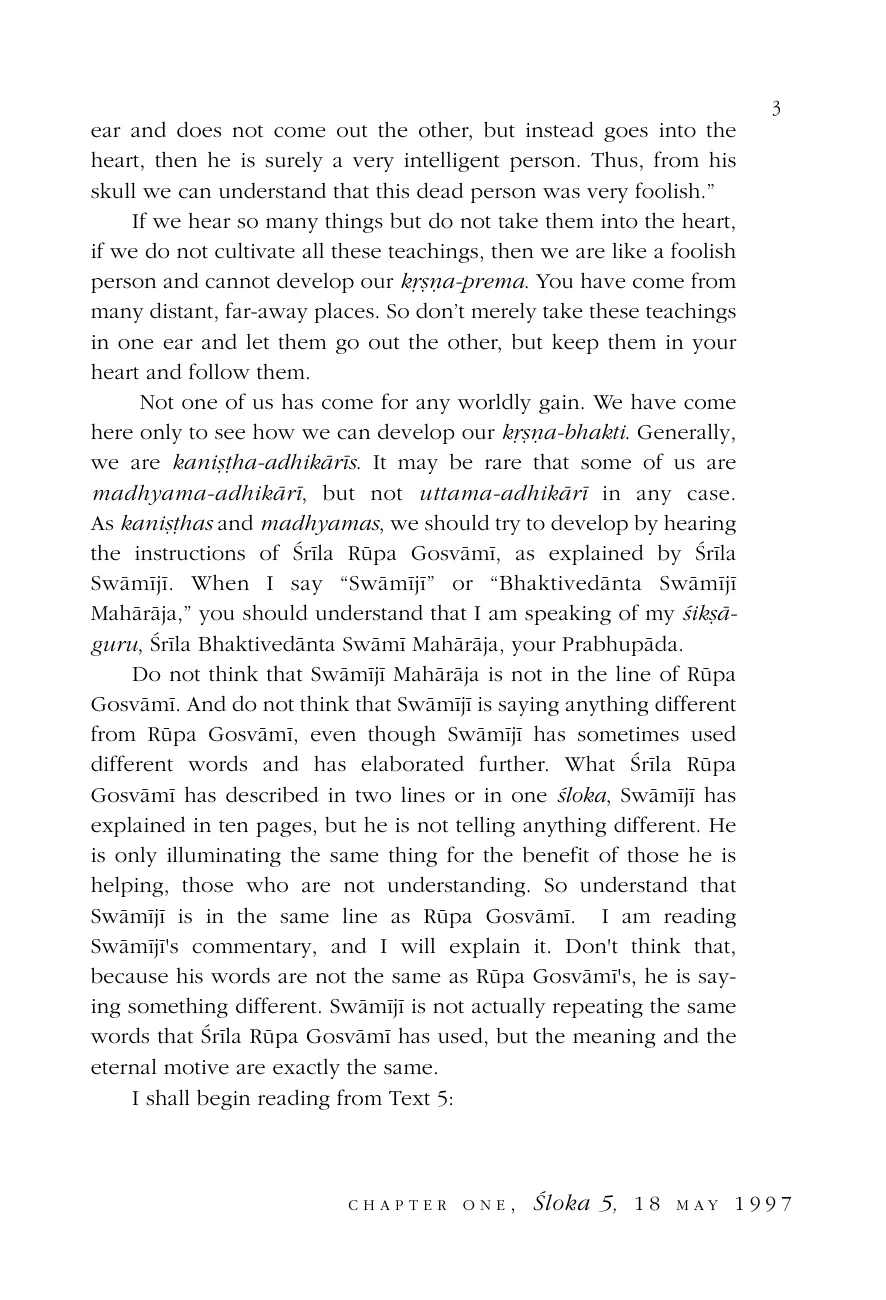 3
ear and does not come out the other, but instead goes into the
heart, then he is surely a very intelligent person. Thus, from his
skull we can understand that this dead person was very foolish.”
If we hear so many things but do not take them into the heart,
if we do not cultivate all these teachings, then we are like a foolish
person and cannot develop our kṛṣṇa-prema. You have come from
many distant, far-away places. So don’t merely take these teachings
in one ear and let them go out the other, but keep them in your
heart and follow them.
Not one of us has come for any worldly gain. We have come
here only to see how we can develop our kṛṣṇa-bhakti. Generally,
we are kaniṣṭha-adhikārīs. It may be rare that some of us are
madhyama-adhikārī, but not uttama-adhikārī in any case.
As kaniṣṭhas and madhyamas, we should try to develop by hearing
the instructions of Śrīla Rūpa Gosvāmī, as explained by Śrīla
Swāmījī. When I say “Swāmījī” or “Bhaktivedānta Swāmījī
Mahārāja,” you should understand that I am speaking of my śikṣā-
guru, Śrīla Bhaktivedānta Swāmī Mahārāja, your Prabhupāda.
Do not think that Swāmījī Mahārāja is not in the line of Rūpa
Gosvāmī. And do not think that Swāmījī is saying anything different
from Rūpa Gosvāmī, even though Swāmījī has sometimes used
different words and has elaborated further. What Śrīla Rūpa
Gosvāmī has described in two lines or in one śloka, Swāmījī has
explained in ten pages, but he is not telling anything different. He
is only illuminating the same thing for the benefit of those he is
helping, those who are not understanding. So understand that
Swāmījī is in the same line as Rūpa Gosvāmī. I am reading
Swāmījī's commentary, and I will explain it. Don't think that,
because his words are not the same as Rūpa Gosvāmī's, he is say-
ing something different. Swāmījī is not actually repeating the same
words that Śrīla Rūpa Gosvāmī has used, but the meaning and the
eternal motive are exactly the same.
I shall begin reading from Text 5:
CHAPTER ONE, Śloka 5, 18 MAY 1997